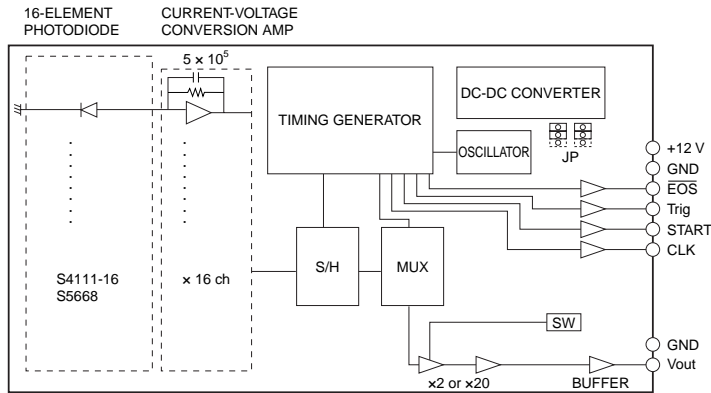 16-ELEMENT
PHOTODIODE
CURRENT-VOLTAGE
CONVERSION AMP
5 × 10⁵
TIMING GENERATOR
DC-DC CONVERTER
OSCILLATOR
JP
+12 V
GND
E̅O̅S̅
Trig
START
CLK
S4111-16
S5668
× 16 ch
S/H
MUX
SW
GND
Vout
×2 or ×20
BUFFER